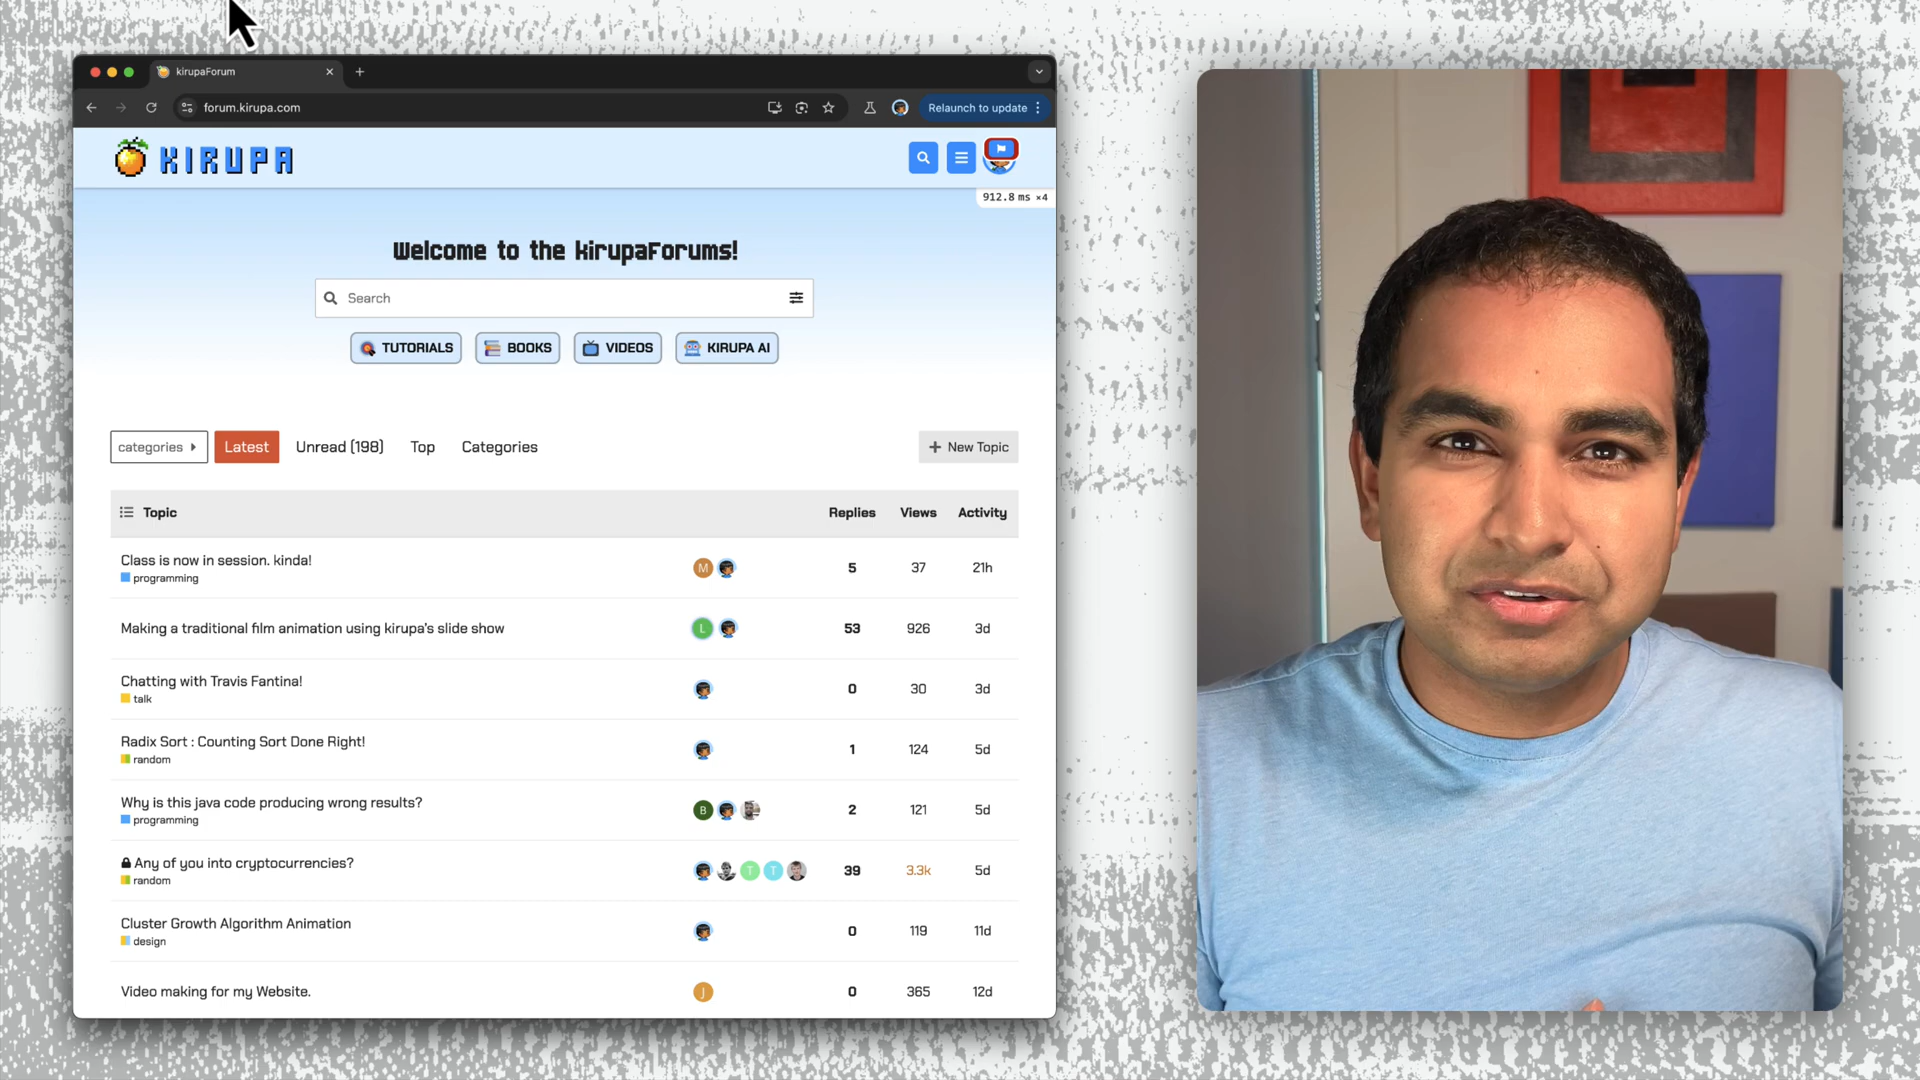 kirupaForum
forum.kirupa.com
Relaunch to update
KIRUPA
912.8 ms ×4
Welcome to the kirupaForums!
Search
TUTORIALS BOOKS VIDEOS KIRUPA AI
categories Latest Unread (198) Top Categories + New Topic
Topic Replies Views Activity
Class is now in session. kinda! M 5 37 21h
programming
Making a traditional film animation using kirupa's slide show L 53 926 3d
Chatting with Travis Fantina! 0 30 3d
talk
Radix Sort : Counting Sort Done Right! 1 124 5d
random
Why is this java code producing wrong results? B 2 121 5d
programming
Any of you into cryptocurrencies? T T 39 3.3k 5d
random
Cluster Growth Algorithm Animation 0 119 11d
design
Video making for my Website. J 0 365 12d